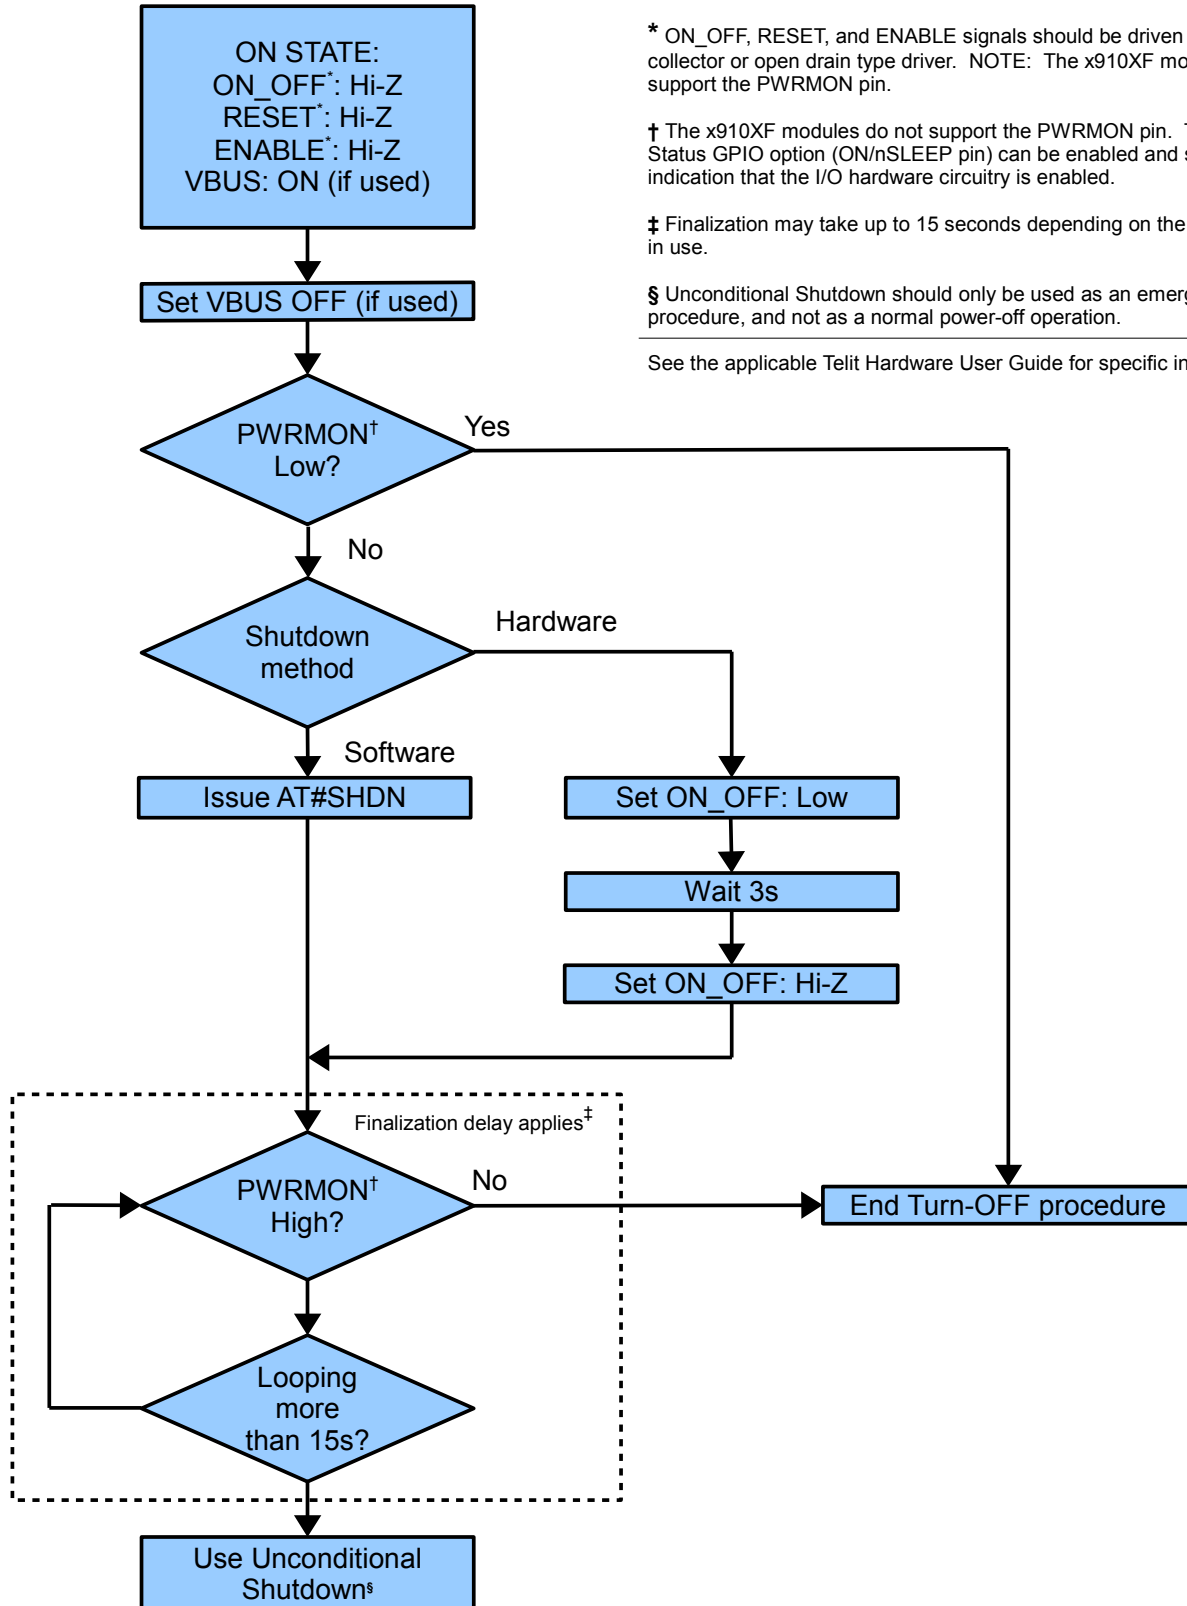 ON STATE:
ON_OFF*: Hi-Z
RESET*: Hi-Z
ENABLE*: Hi-Z
VBUS: ON (if used)
* ON_OFF, RESET, and ENABLE signals should be driven
collector or open drain type driver. NOTE: The x910XF
support the PWRMON pin.
† The x910XF modules do not support the PWRMON pin.
Status GPIO option (ON/nSLEEP pin) can be enabled and
indication that the I/O hardware circuitry is enabled.
‡ Finalization may take up to 15 seconds depending on the
in use.
§ Unconditional Shutdown should only be used as an
procedure, and not as a normal power-off operation.
See the applicable Telit Hardware User Guide for specific
Set VBUS OFF (if used)
PWRMON†
Low?
Yes
No
Shutdown
method
Hardware
Software
Issue AT#SHDN
Set ON_OFF: Low
Wait 3s
Set ON_OFF: Hi-Z
Finalization delay applies‡
PWRMON†
High?
No
End Turn-OFF procedure
Looping
more
than 15s?
Use Unconditional
Shutdown§